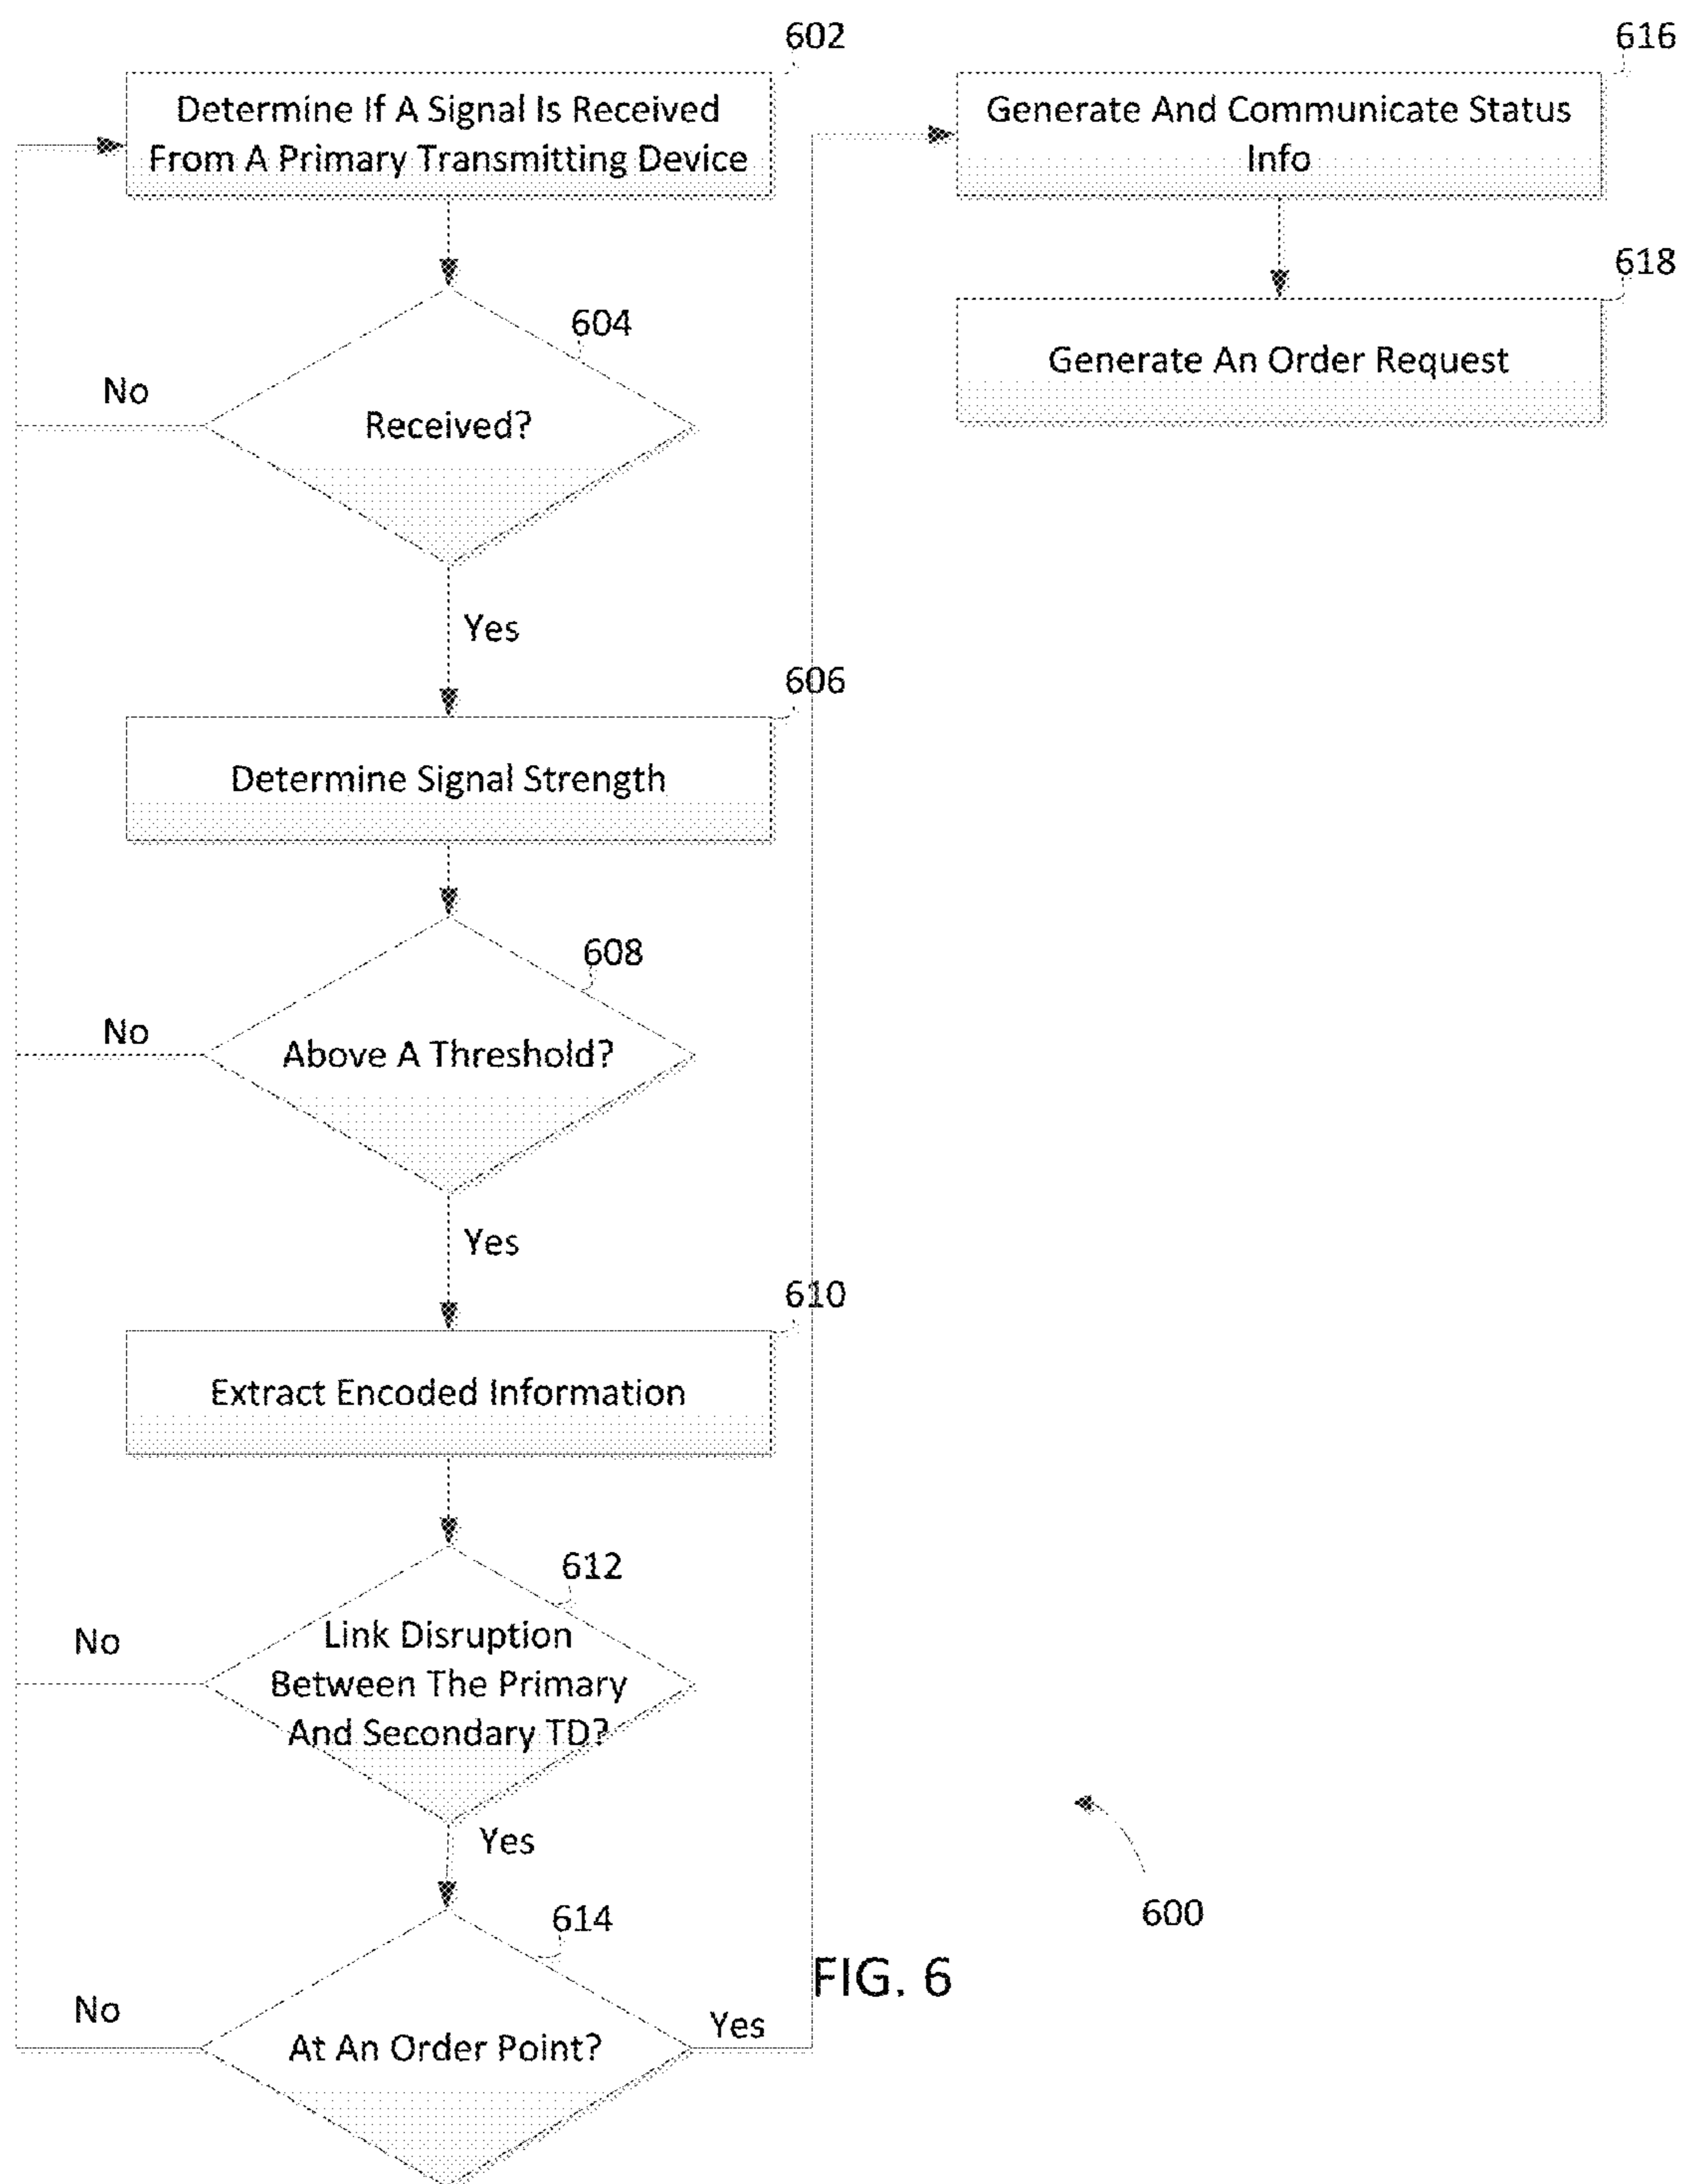 602
Determine If A Signal Is Received
From A Primary Transmitting Device
604
No
Received?
Yes
606
Determine Signal Strength
608
No
Above A Threshold?
Yes
610
Extract Encoded Information
612
No
Link Disruption
Between The Primary
And Secondary TD?
Yes
614
No
At An Order Point?
Yes
616
Generate And Communicate Status
Info
618
Generate An Order Request
600
FIG. 6